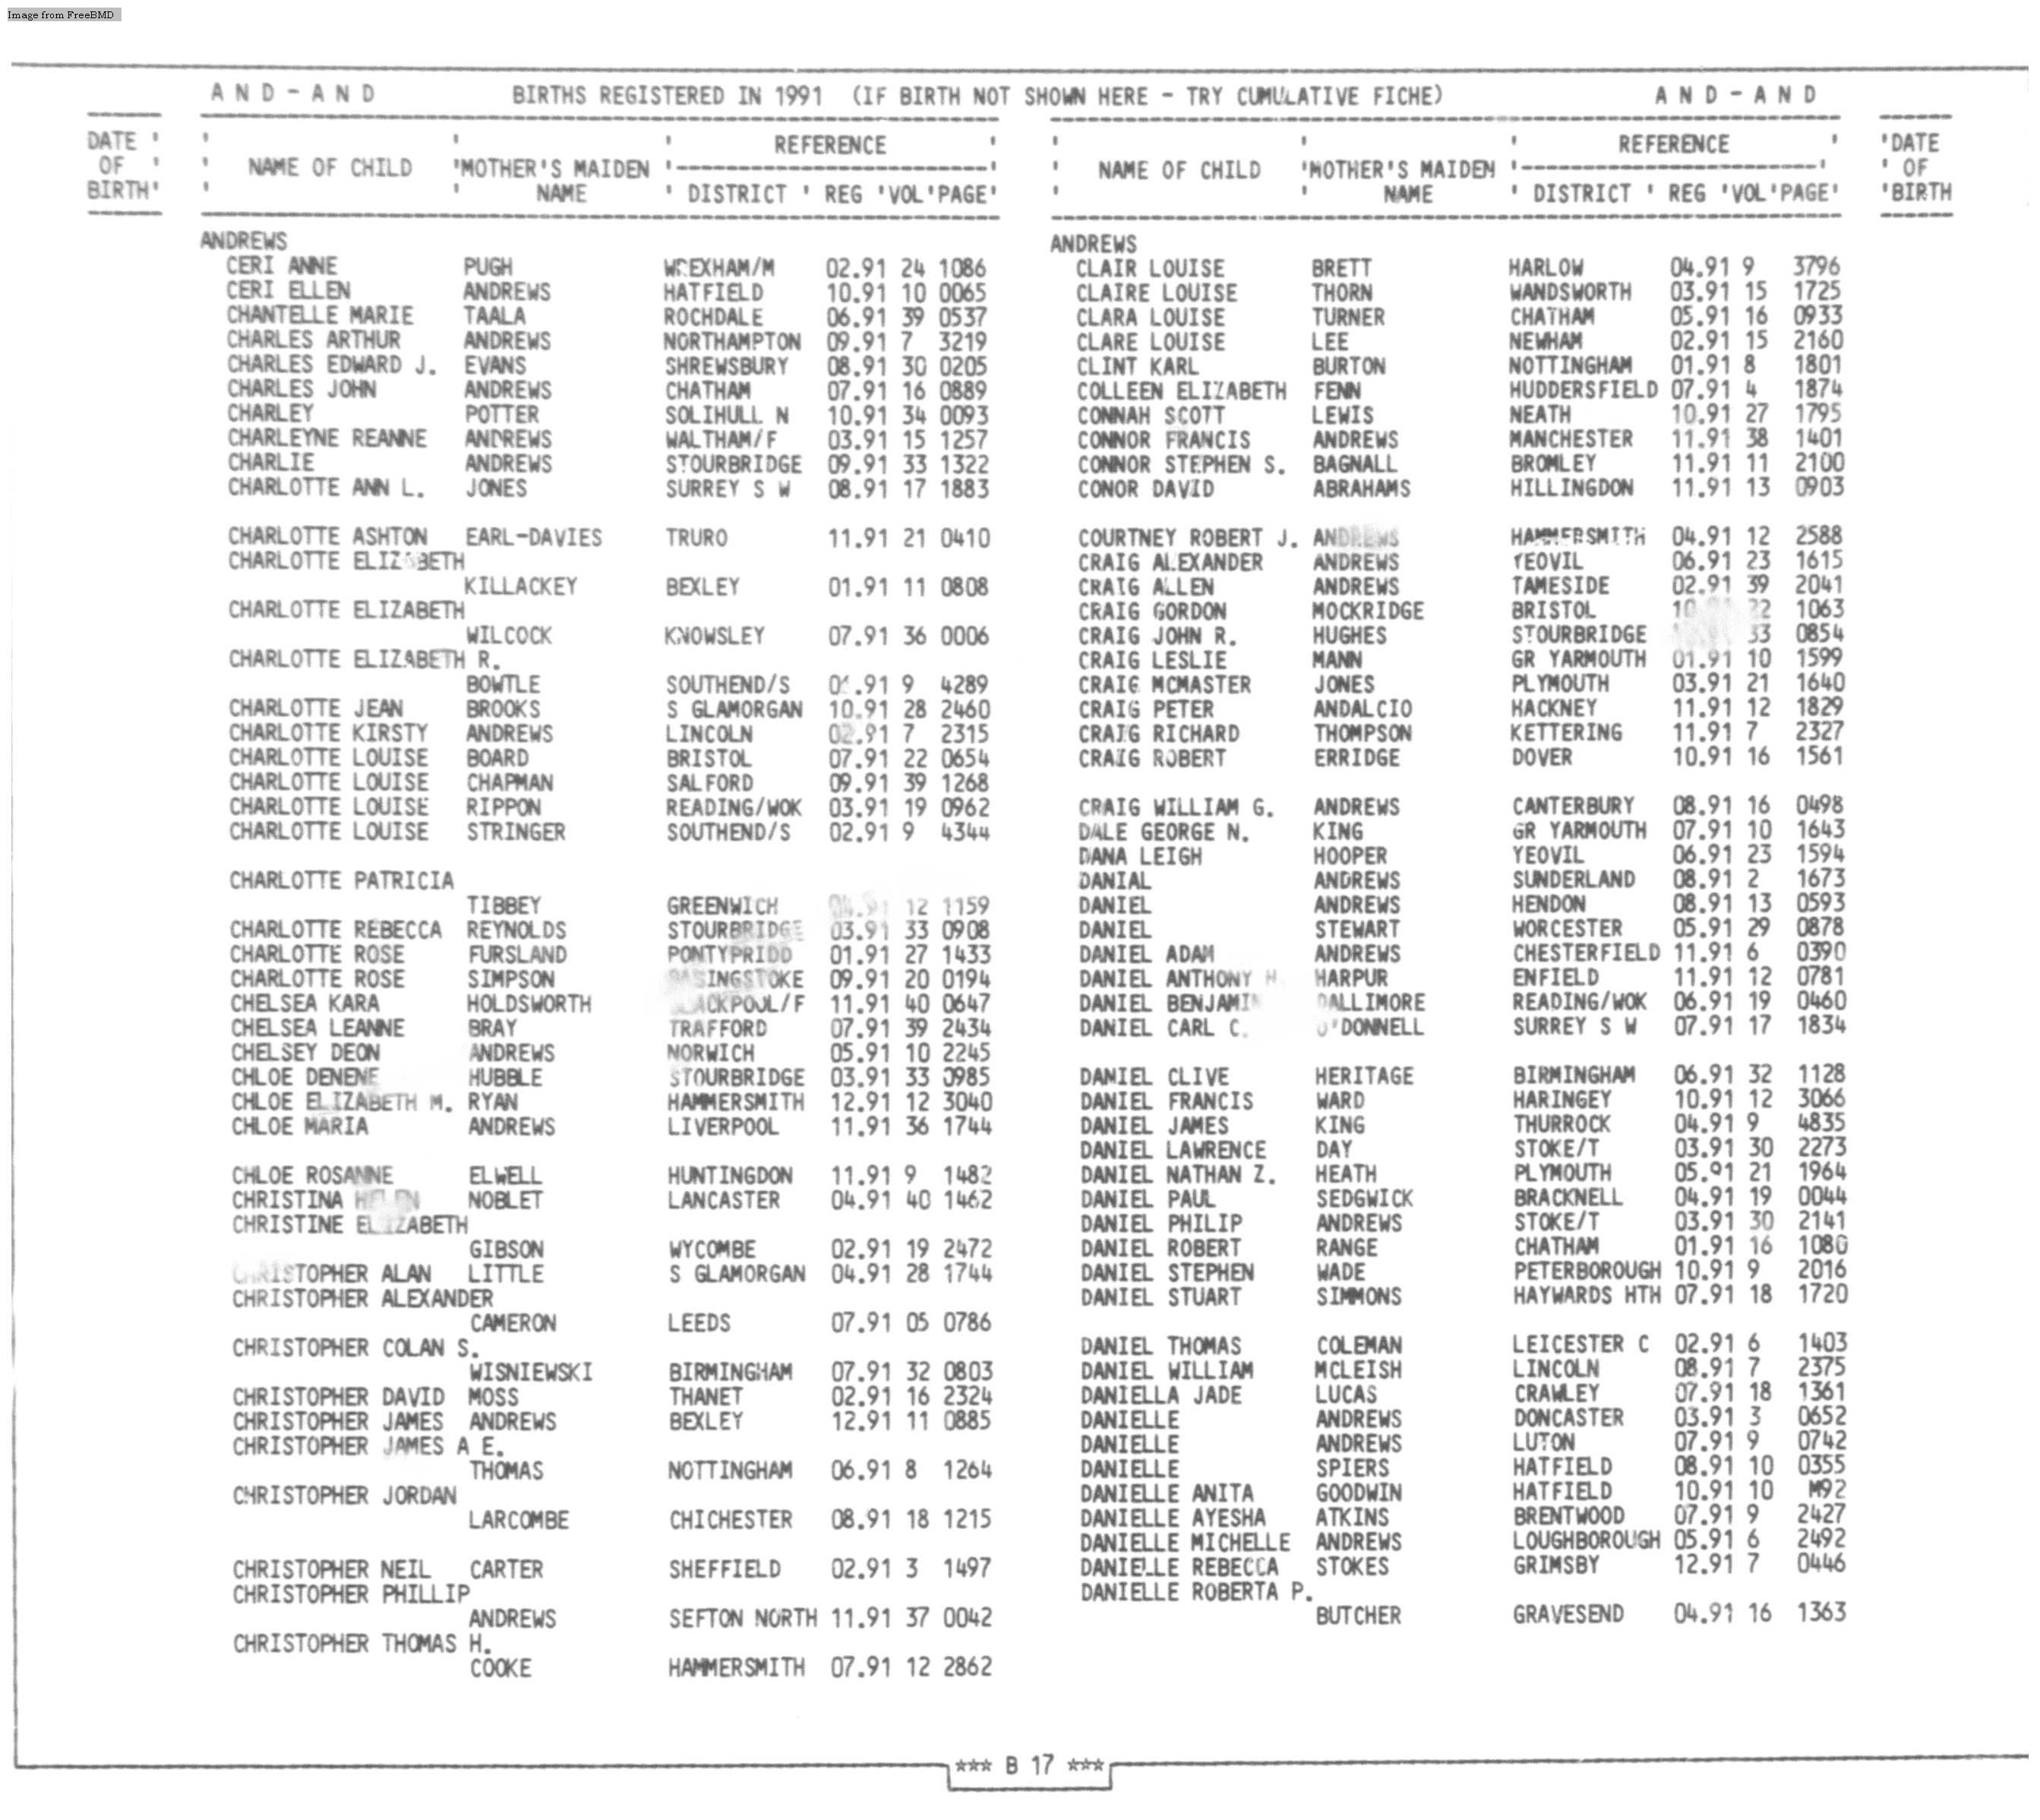 Image from FreeBMD
A N D - A N D BIRTHS REGISTERED IN 1991 (IF BIRTH NOT SHOWN HERE - TRY CUMULATIVE FICHE) A N D - A N D
DATE OF BIRTH NAME OF CHILD MOTHER'S MAIDEN NAME REFERENCE DISTRICT REG VOL PAGE
ANDREWS
CERI ANNE PUGH WREXHAM/M 02.91 24 1086
CERI ELLEN ANDREWS HATFIELD 10.91 10 0065
CHANTELLE MARIE TAALA ROCHDALE 06.91 39 0537
CHARLES ARTHUR ANDREWS NORTHAMPTON 09.91 7 3219
CHARLES EDWARD J. EVANS SHREWSBURY 08.91 30 0205
CHARLES JOHN ANDREWS CHATHAM 07.91 16 0889
CHARLEY POTTER SOLIHULL N 10.91 34 0093
CHARLEYNE REANNE ANDREWS WALTHAM/F 03.91 15 1257
CHARLIE ANDREWS STOURBRIDGE 09.91 33 1322
CHARLOTTE ANN L. JONES SURREY S W 08.91 17 1883
CHARLOTTE ASHTON EARL-DAVIES TRURO 11.91 21 0410
CHARLOTTE ELIZABETH
KILLACKEY BEXLEY 01.91 11 0808
CHARLOTTE ELIZABETH
WILCOCK KNOWSLEY 07.91 36 0006
CHARLOTTE ELIZABETH R.
BOWTLE SOUTHEND/S 9 4289
CHARLOTTE JEAN BROOKS S GLAMORGAN 10.91 28 2460
CHARLOTTE KIRSTY ANDREWS LINCOLN 02.91 7 2315
CHARLOTTE LOUISE BOARD BRISTOL 07.91 22 0654
CHARLOTTE LOUISE CHAPMAN SALFORD 09.91 39 1268
CHARLOTTE LOUISE RIPPON READING/WOK 03.91 19 0962
CHARLOTTE LOUISE STRINGER SOUTHEND/S 02.91 9 4344
CHARLOTTE PATRICIA
TIBBEY GREENWICH 04.91 12 1159
CHARLOTTE REBECCA REYNOLDS STOURBRIDGE 03.91 33 0908
CHARLOTTE ROSE FURSLAND PONTYPRIDD 01.91 27 1433
CHARLOTTE ROSE SIMPSON BASINGSTOKE 09.91 20 0194
CHELSEA KARA HOLDSWORTH BLACKPOOL/F 11.91 40 0647
CHELSEA LEANNE BRAY TRAFFORD 07.91 39 2434
CHELSEY DEON ANDREWS NORWICH 05.91 10 2245
CHLOE DENENE HUBBLE STOURBRIDGE 03.91 33 0985
CHLOE ELIZABETH M. RYAN HAMMERSMITH 12.91 12 3040
CHLOE MARIA ANDREWS LIVERPOOL 11.91 36 1744
CHLOE ROSANNE ELWELL HUNTINGDON 11.91 9 1482
CHRISTINA HELEN NOBLET LANCASTER 04.91 40 1462
CHRISTINE ELIZABETH
GIBSON WYCOMBE 02.91 19 2472
CHRISTOPHER ALAN LITTLE S GLAMORGAN 04.91 28 1744
CHRISTOPHER ALEXANDER
CAMERON LEEDS 07.91 05 0786
CHRISTOPHER COLAN S.
WISNIEWSKI BIRMINGHAM 07.91 32 0803
CHRISTOPHER DAVID MOSS THANET 02.91 16 2324
CHRISTOPHER JAMES ANDREWS BEXLEY 12.91 11 0885
CHRISTOPHER JAMES A E.
THOMAS NOTTINGHAM 06.91 8 1264
CHRISTOPHER JORDAN
LARCOMBE CHICHESTER 08.91 18 1215
CHRISTOPHER NEIL CARTER SHEFFIELD 02.91 3 1497
CHRISTOPHER PHILLIP
ANDREWS SEFTON NORTH 11.91 37 0042
CHRISTOPHER THOMAS H.
COOKE HAMMERSMITH 07.91 12 2862
NAME OF CHILD MOTHER'S MAIDEN NAME REFERENCE DISTRICT REG VOL PAGE DATE OF BIRTH
ANDREWS
CLAIR LOUISE BRETT HARLOW 04.91 9 3796
CLAIRE LOUISE THORN WANDSWORTH 03.91 15 1725
CLARA LOUISE TURNER CHATHAM 05.91 16 0933
CLARE LOUISE LEE NEWHAM 02.91 15 2160
CLINT KARL BURTON NOTTINGHAM 01.91 8 1801
COLLEEN ELIZABETH FENN HUDDERSFIELD 07.91 4 1874
CONNAH SCOTT LEWIS NEATH 10.91 27 1795
CONNOR FRANCIS ANDREWS MANCHESTER 11.91 38 1401
CONNOR STEPHEN S. BAGNALL BROMLEY 11.91 11 2100
CONOR DAVID ABRAHAMS HILLINGDON 11.91 13 0903
COURTNEY ROBERT J. ANDREWS HAMMERSMITH 04.91 12 2588
CRAIG ALEXANDER ANDREWS YEOVIL 06.91 23 1615
CRAIG ALLEN ANDREWS TAMESIDE 02.91 39 2041
CRAIG GORDON MOCKRIDGE BRISTOL 22 1063
CRAIG JOHN R. HUGHES STOURBRIDGE 33 0854
CRAIG LESLIE MANN GR YARMOUTH 01.91 10 1599
CRAIG MCMASTER JONES PLYMOUTH 03.91 21 1640
CRAIG PETER ANDALCIO HACKNEY 11.91 12 1829
CRAIG RICHARD THOMPSON KETTERING 11.91 7 2327
CRAIG ROBERT ERRIDGE DOVER 10.91 16 1561
CRAIG WILLIAM G. ANDREWS CANTERBURY 08.91 16 0498
DALE GEORGE N. KING GR YARMOUTH 07.91 10 1643
DANA LEIGH HOOPER YEOVIL 06.91 23 1594
DANIAL ANDREWS SUNDERLAND 08.91 2 1673
DANIEL ANDREWS HENDON 08.91 13 0593
DANIEL STEWART WORCESTER 05.91 29 0878
DANIEL ADAM ANDREWS CHESTERFIELD 11.91 6 0390
DANIEL ANTHONY H. HARPUR ENFIELD 11.91 12 0781
DANIEL BENJAMIN DALLIMORE READING/WOK 06.91 19 0460
DANIEL CARL C. O'DONNELL SURREY S W 07.91 17 1834
DANIEL CLIVE HERITAGE BIRMINGHAM 06.91 32 1128
DANIEL FRANCIS WARD HARINGEY 10.91 12 3066
DANIEL JAMES KING THURROCK 04.91 9 4835
DANIEL LAWRENCE DAY STOKE/T 03.91 30 2273
DANIEL NATHAN Z. HEATH PLYMOUTH 05.91 21 1964
DANIEL PAUL SEDGWICK BRACKNELL 04.91 19 0044
DANIEL PHILIP ANDREWS STOKE/T 03.91 30 2141
DANIEL ROBERT RANGE CHATHAM 01.91 16 1080
DANIEL STEPHEN WADE PETERBOROUGH 10.91 9 2016
DANIEL STUART SIMMONS HAYWARDS HTH 07.91 18 1720
DANIEL THOMAS COLEMAN LEICESTER C 02.91 6 1403
DANIEL WILLIAM MCLEISH LINCOLN 08.91 7 2375
DANIELLA JADE LUCAS CRAWLEY 07.91 18 1361
DANIELLE ANDREWS DONCASTER 03.91 3 0652
DANIELLE ANDREWS LUTON 07.91 9 0742
DANIELLE SPIERS HATFIELD 08.91 10 0355
DANIELLE ANITA GOODWIN HATFIELD 10.91 10 M92
DANIELLE AYESHA ATKINS BRENTWOOD 07.91 9 2427
DANIELLE MICHELLE ANDREWS LOUGHBOROUGH 05.91 6 2492
DANIELLE REBECCA STOKES GRIMSBY 12.91 7 0446
DANIELLE ROBERTA P.
BUTCHER GRAVESEND 04.91 16 1363
*** B 17 ***